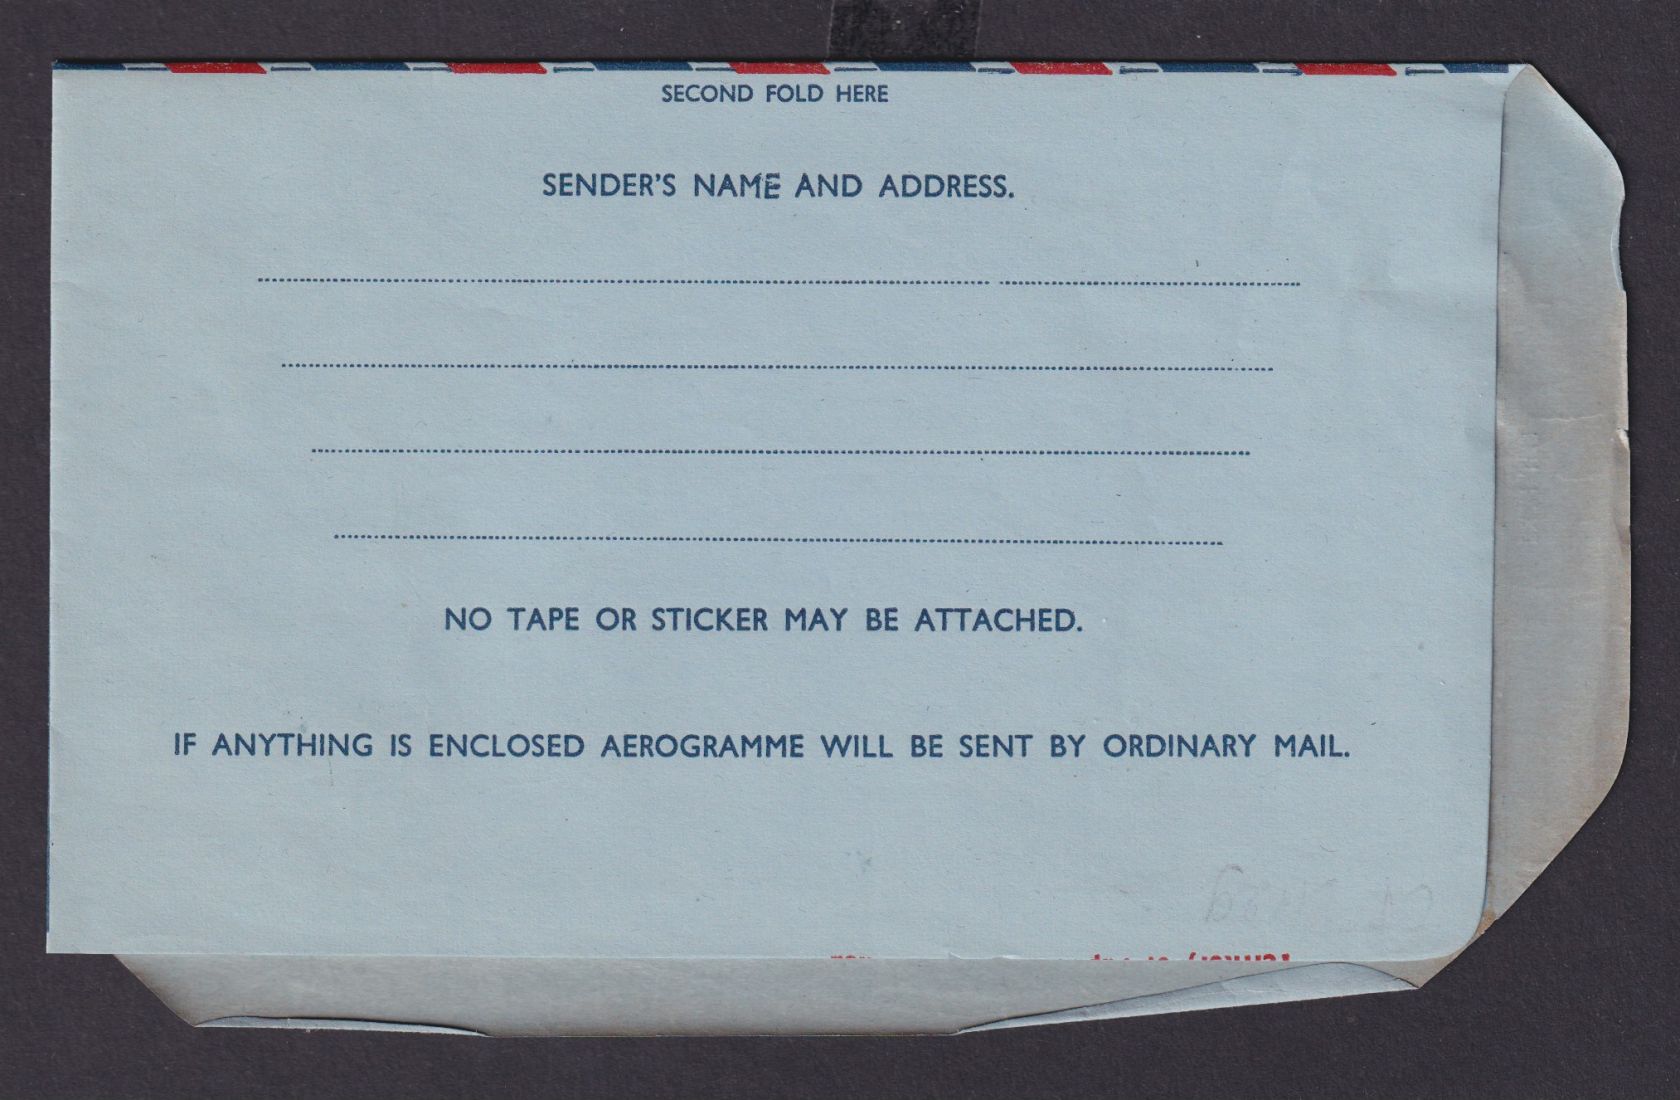 SECOND FOLD HERE
SENDER'S NAME AND ADDRESS.
NO TAPE OR STICKER MAY BE ATTACHED.
IF ANYTHING IS ENCLOSED AEROGRAMME WILL BE SENT BY ORDINARY MAIL.